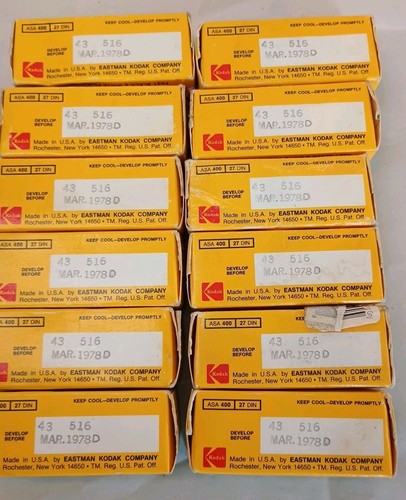 ASA 400 27 DIN KEEP COOL–DEVELOP PROMPTLY
DEVELOP BEFORE 43 516
MAR.1978D
Kodak Made in U.S.A. by EASTMAN KODAK COMPANY
Rochester, New York 14650 • TM. Reg. U.S. Pat. Off.
ASA 400 27 DIN KEEP COOL–DEVELOP PROMPTLY
DEVELOP BEFORE 43 516
MAR.1978D
Kodak Made in U.S.A. by EASTMAN KODAK COMPANY
Rochester, New York 14650 • TM. Reg. U.S. Pat. Off.
400 27 DIN KEEP COOL–DEVELOP PROMPTLY
DEVELOP BEFORE 43 516
MAR.1978D
Kodak Made in U.S.A. by EASTMAN KODAK COMPANY
Rochester, New York 14650 • TM. Reg. U.S. Pat. Off.
ASA 400 27 DIN KEEP COOL–DEVELOP PROMPTLY
DEVELOP BEFORE 43 516
MAR.1978D
Kodak Made in U.S.A. by EASTMAN KODAK COMPANY
Rochester, New York 14650 • TM. Reg. U.S. Pat. Off.
400 27 DIN KEEP COOL–DEVELOP PROMPTLY
DEVELOP BEFORE 43 516
MAR.1978D
Kodak Made in U.S.A. by EASTMAN KODAK COMPANY
Rochester, New York 14650 • TM. Reg. U.S. Pat. Off.
ASA 400 27 DIN KEEP COOL–DEVELOP PROMPTLY
DEVELOP BEFORE 43 516
MAR.1978D
Kodak Made in U.S.A. by EASTMAN KODAK COMPANY
Rochester, New York 14650 • TM. Reg. U.S. Pat. Off.
400 27 DIN KEEP COOL–DEVELOP PROMPTLY
DEVELOP BEFORE 43 516
MAR.1978D
Kodak Made in U.S.A. by EASTMAN KODAK COMPANY
Rochester, New York 14650 • TM. Reg. U.S. Pat. Off.
ASA 400 27 DIN KEEP COOL–DEVELOP PROMPTLY
DEVELOP BEFORE 43 516
MAR.1978D
Kodak Made in U.S.A. by EASTMAN KODAK COMPANY
Rochester, New York 14650 • TM. Reg. U.S. Pat. Off.
400 27 DIN KEEP COOL–DEVELOP PROMPTLY
DEVELOP BEFORE 43 516
MAR.1978D
Kodak Made in U.S.A. by EASTMAN KODAK COMPANY
Rochester, New York 14650 • TM. Reg. U.S. Pat. Off.
ASA 400 27 DIN
DEVELOP BEFORE 43 516
MAR.1978D
Kodak Made in U.S.A. by EASTMAN KODAK COMPANY
Rochester, New York 14650 • TM. Reg. U.S. Pat. Off.
27 DIN KEEP COOL–DEVELOP PROMPTLY
DEVELOP BEFORE 43 516
MAR.1978D
Made in U.S.A. by EASTMAN KODAK COMPANY
Rochester, New York 14650 • TM. Reg. U.S. Pat. Off.
ASA 400 27 DIN KEEP COOL–DEVELOP PROMPTLY
DEVELOP BEFORE 43 516
MAR.1978D
Kodak Made in U.S.A. by EASTMAN KODAK COMPANY
Rochester, New York 14650 • TM. Reg. U.S. Pat. Off.